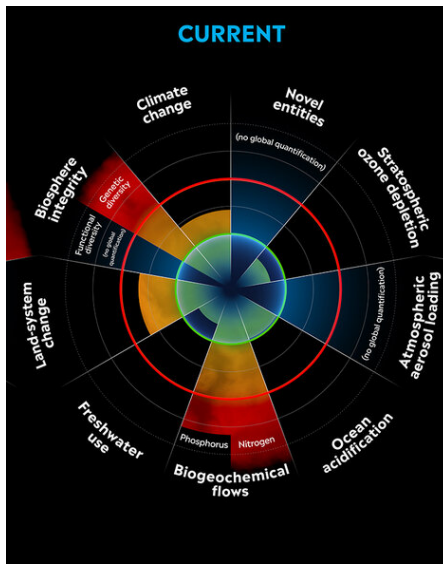 CURRENT
Climate
change
Novel
entities
(no global quantification)
Stratospheric
ozone depletion
Atmospheric
aerosol loading
(no global quantification)
Ocean
acidification
Biogeochemical
flows
Phosphorus
Nitrogen
Freshwater
use
Land-system
change
Biosphere
integrity
Genetic
diversity
Functional
diversity
(no global
quantification)